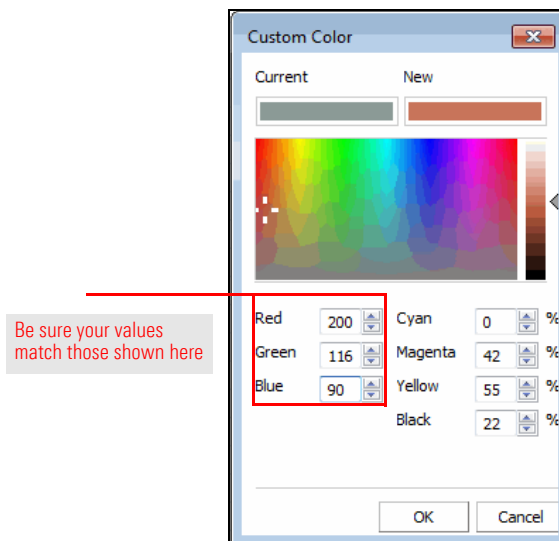 Custom Color
Current New
Red 200 Cyan 0 %
Green 116 Magenta 42 %
Blue 90 Yellow 55 %
Black 22 %
Be sure your values
match those shown here
OK Cancel